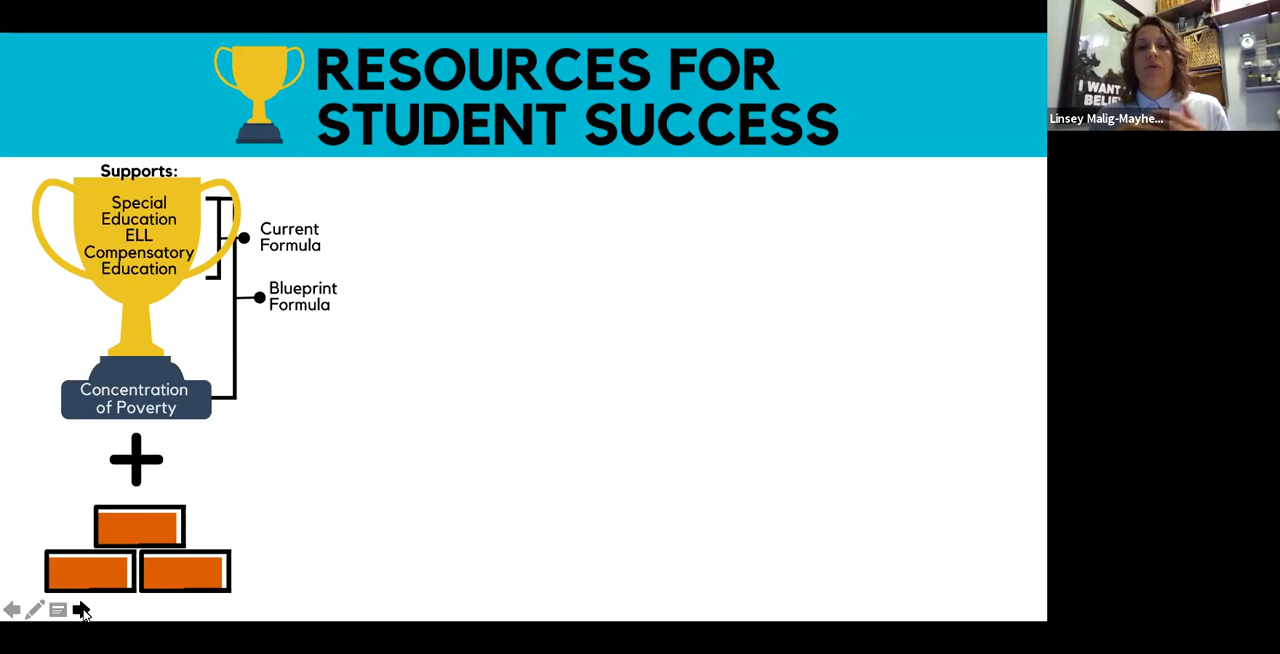 RESOURCES FOR
STUDENT SUCCESS
Supports:
Special
Education
ELL
Compensatory
Education
Current
Formula
Blueprint
Formula
Concentration
of Poverty
I WANT
Linsey Malig-Mayhe...